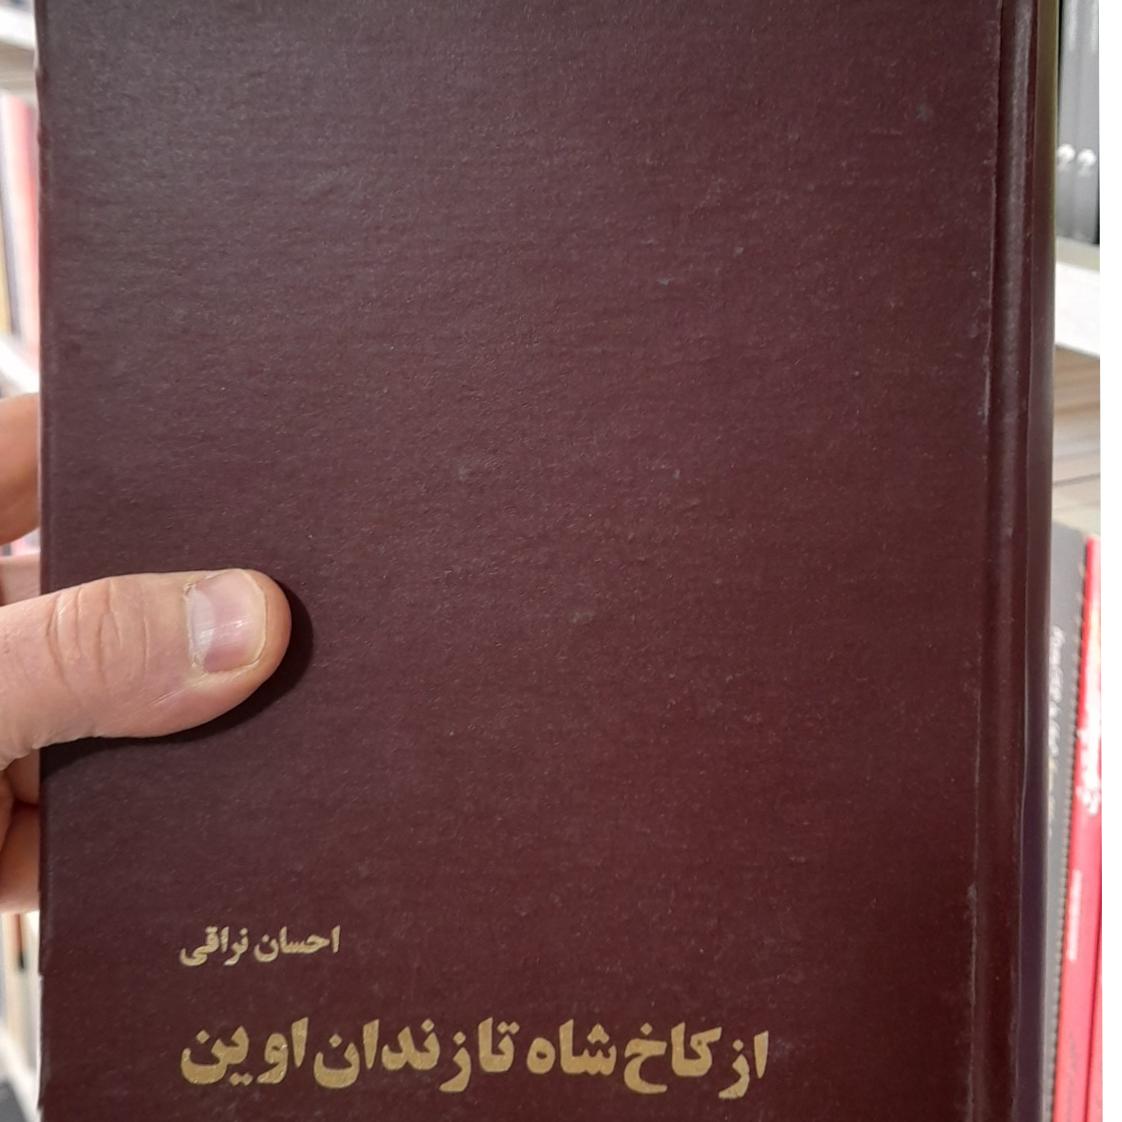 احسان نراقی
از کاخ شاه تا زندان اوین